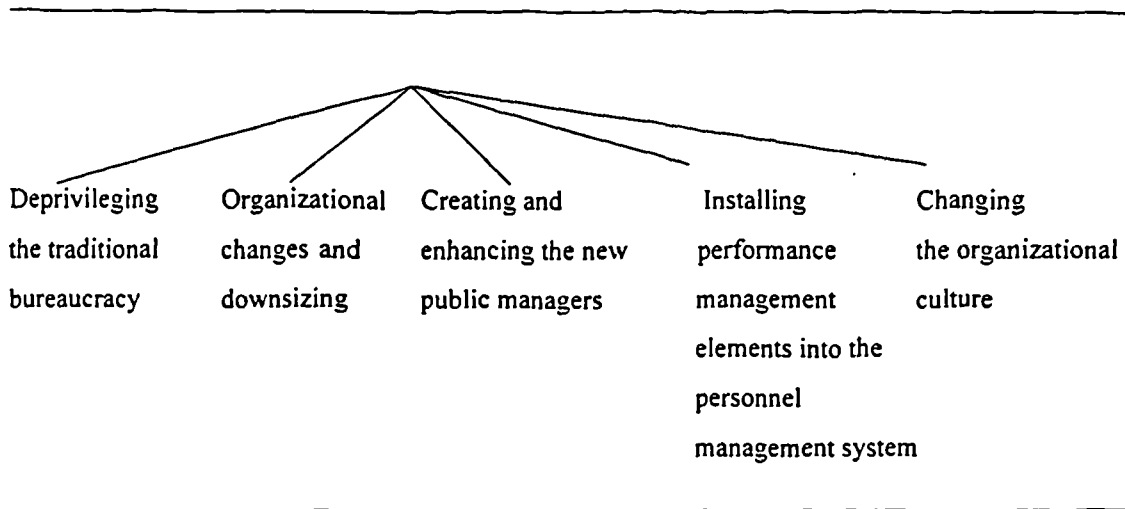 Deprivileging
the traditional
bureaucracy
Organizational
changes and
downsizing
Creating and
enhancing the new
public managers
Installing
performance
management
elements into the
personnel
management system
Changing
the organizational
culture